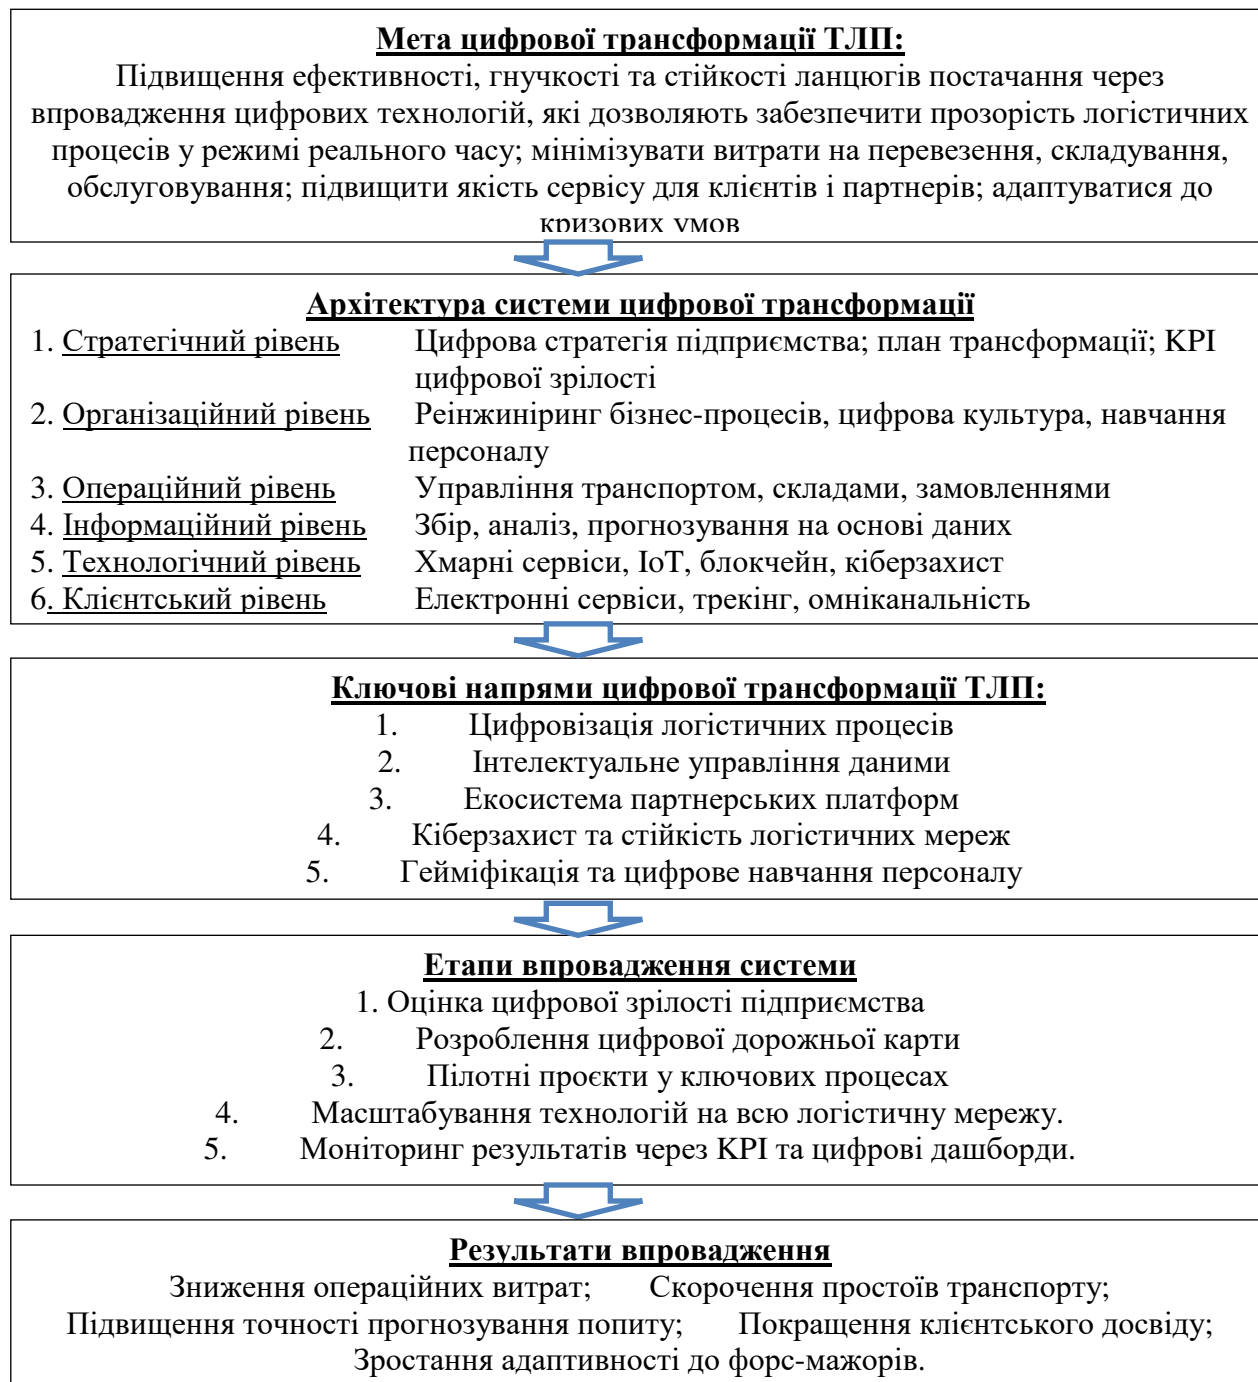 Мета цифрової трансформації ТЛП:
Підвищення ефективності, гнучкості та стійкості ланцюгів постачання через
впровадження цифрових технологій, які дозволяють забезпечити прозорість логістичних
процесів у режимі реального часу; мінімізувати витрати на перевезення, складування,
обслуговування; підвищити якість сервісу для клієнтів і партнерів; адаптуватися до
кризових умов
Архітектура системи цифрової трансформації
1. Стратегічний рівень Цифрова стратегія підприємства; план трансформації; KPI
цифрової зрілості
2. Організаційний рівень Реінжиніринг бізнес-процесів, цифрова культура, навчання
персоналу
3. Операційний рівень Управління транспортом, складами, замовленнями
4. Інформаційний рівень Збір, аналіз, прогнозування на основі даних
5. Технологічний рівень Хмарні сервіси, IoT, блокчейн, кіберзахист
6. Клієнтський рівень Електронні сервіси, трекінг, омніканальність
Ключові напрями цифрової трансформації ТЛП:
1. Цифровізація логістичних процесів
2. Інтелектуальне управління даними
3. Екосистема партнерських платформ
4. Кіберзахист та стійкість логістичних мереж
5. Гейміфікація та цифрове навчання персоналу
Етапи впровадження системи
1. Оцінка цифрової зрілості підприємства
2. Розроблення цифрової дорожньої карти
3. Пілотні проєкти у ключових процесах
4. Масштабування технологій на всю логістичну мережу.
5. Моніторинг результатів через KPI та цифрові дашборди.
Результати впровадження
Зниження операційних витрат; Скорочення простоїв транспорту;
Підвищення точності прогнозування попиту; Покращення клієнтського досвіду;
Зростання адаптивності до форс-мажорів.